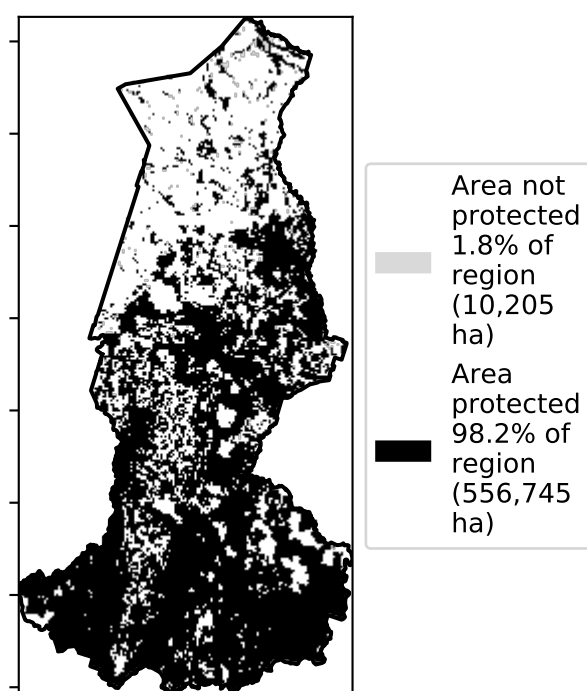 Area not
protected
1.8% of
region
(10,205
ha)
Area
protected
98.2% of
region
(556,745
ha)